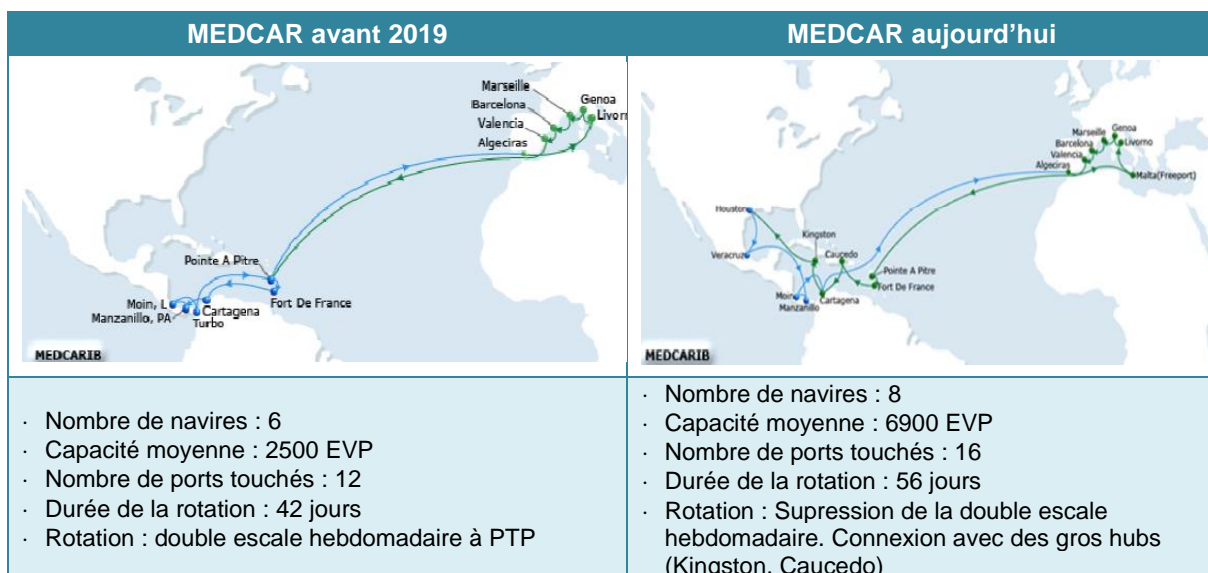 MEDCAR avant 2019
Marseille
Genoa
Barcelona
Livorn
Valencia
Algeciras
Pointe A Pitre
Fort De France
Moin, L
Cartagena
Manzanillo, PA
Turbo
MEDCARIB
· Nombre de navires : 6
· Capacité moyenne : 2500 EVP
· Nombre de ports touchés : 12
· Durée de la rotation : 42 jours
· Rotation : double escale hebdomadaire à PTP
MEDCAR aujourd’hui
Genoa
Marseille
Livorno
Barcelona
Valencia
Algeciras
Malta(Freeport)
Houston
Kingston
Veracruz
Caucedo
Pointe A Pitre
Fort De France
Moin
Cartagena
Manzanillo
MEDCARIB
· Nombre de navires : 8
· Capacité moyenne : 6900 EVP
· Nombre de ports touchés : 16
· Durée de la rotation : 56 jours
· Rotation : Supression de la double escale
hebdomadaire. Connexion avec des gros hubs
(Kingston, Caucedo)